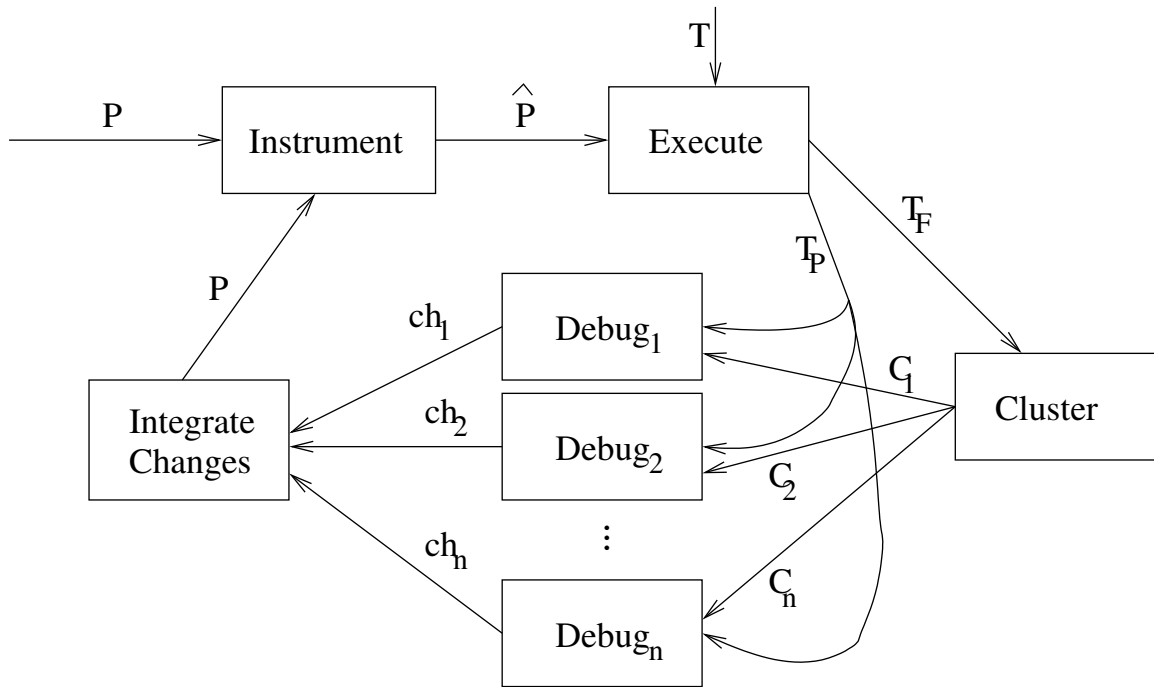 T
P
Instrument
P̂
Execute
T_F
T_P
P
ch_1
Debug_1
C_1
Cluster
Integrate
Changes
ch_2
Debug_2
C_2
⋮
ch_n
C_n
Debug_n